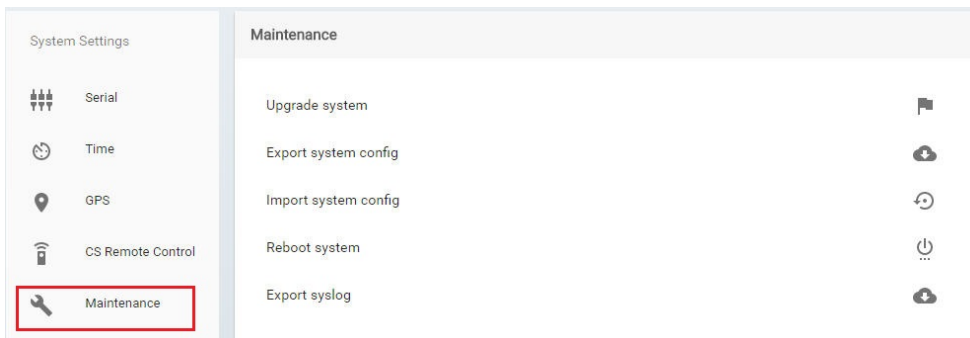 System Settings
Serial
Time
GPS
CS Remote Control
Maintenance
Maintenance
Upgrade system
Export system config
Import system config
Reboot system
Export syslog